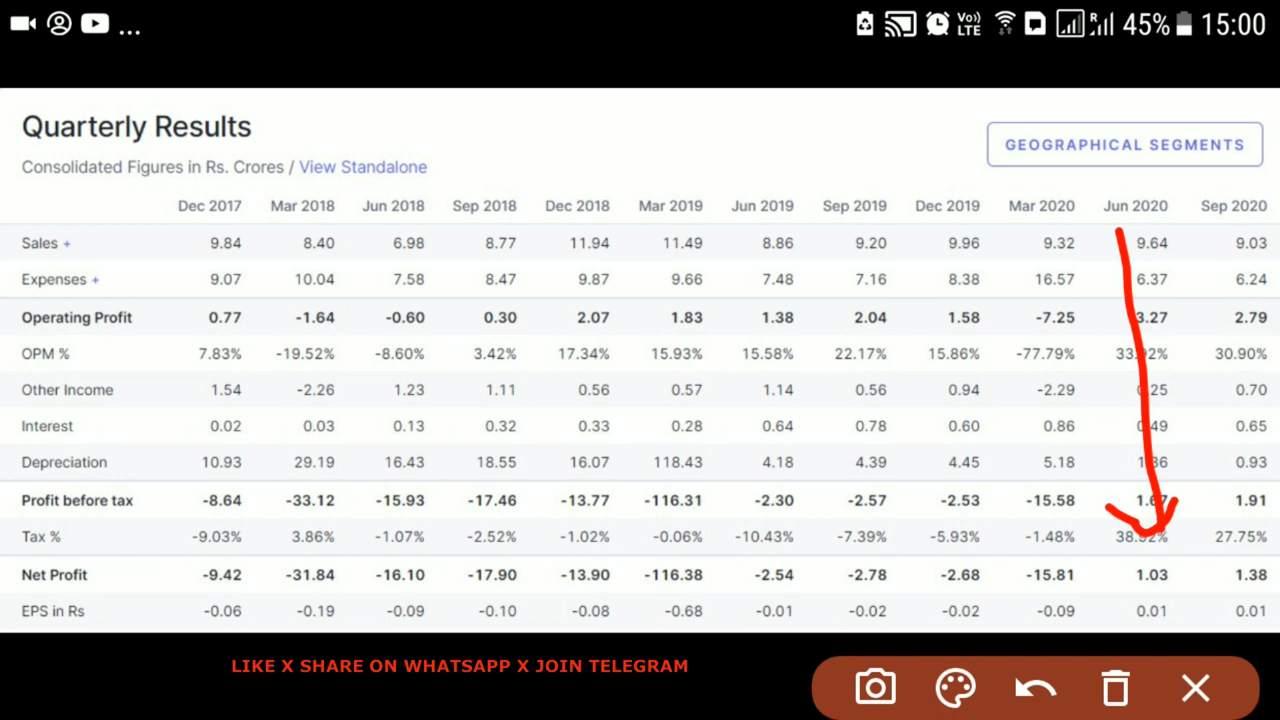 ... Vo)) LTE R 45% 15:00
Quarterly Results
GEOGRAPHICAL SEGMENTS
Consolidated Figures in Rs. Crores / View Standalone
Dec 2017 Mar 2018 Jun 2018 Sep 2018 Dec 2018 Mar 2019 Jun 2019 Sep 2019 Dec 2019 Mar 2020 Jun 2020 Sep 2020
Sales + 9.84 8.40 6.98 8.77 11.94 11.49 8.86 9.20 9.96 9.32 9.64 9.03
Expenses + 9.07 10.04 7.58 8.47 9.87 9.66 7.48 7.16 8.38 16.57 6.37 6.24
Operating Profit 0.77 -1.64 -0.60 0.30 2.07 1.83 1.38 2.04 1.58 -7.25 3.27 2.79
OPM % 7.83% -19.52% -8.60% 3.42% 17.34% 15.93% 15.58% 22.17% 15.86% -77.79% 30.90%
Other Income 1.54 -2.26 1.23 1.11 0.56 0.57 1.14 0.56 0.94 -2.29 0.25 0.70
Interest 0.02 0.03 0.13 0.32 0.33 0.28 0.64 0.78 0.60 0.86 0.49 0.65
Depreciation 10.93 29.19 16.43 18.55 16.07 118.43 4.18 4.39 4.45 5.18 1.36 0.93
Profit before tax -8.64 -33.12 -15.93 -17.46 -13.77 -116.31 -2.30 -2.57 -2.53 -15.58 1.67 1.91
Tax % -9.03% 3.86% -1.07% -2.52% -1.02% -0.06% -10.43% -7.39% -5.93% -1.48% 27.75%
Net Profit -9.42 -31.84 -16.10 -17.90 -13.90 -116.38 -2.54 -2.78 -2.68 -15.81 1.03 1.38
EPS in Rs -0.06 -0.19 -0.09 -0.10 -0.08 -0.68 -0.01 -0.02 -0.02 -0.09 0.01 0.01
LIKE X SHARE ON WHATSAPP X JOIN TELEGRAM